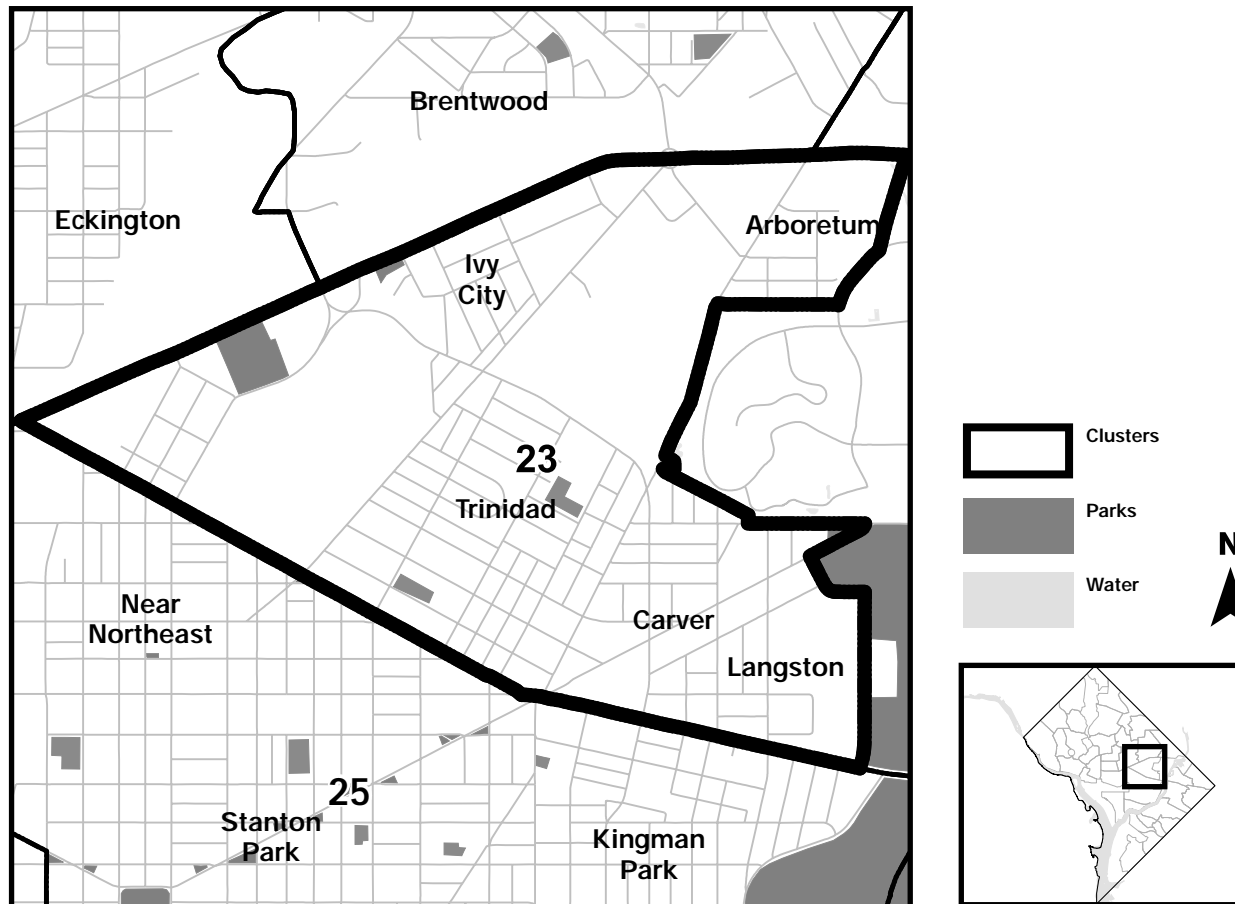 Brentwood
Eckington
Arboretum
Ivy
City
23
Trinidad
Near
Northeast
Carver
Langston
25
Stanton
Park
Kingman
Park
Clusters
Parks
Water
N